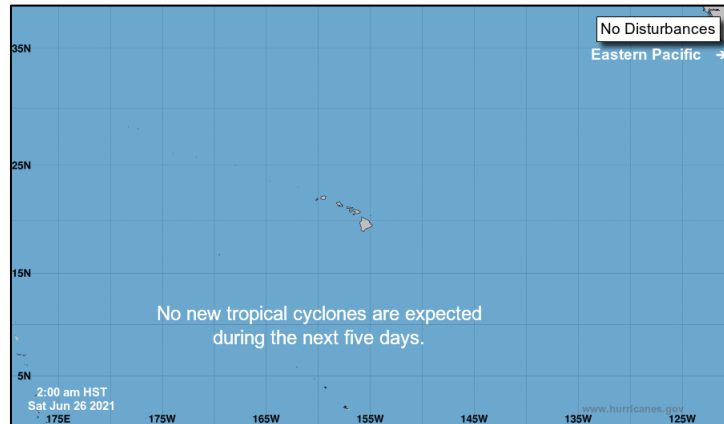 No Disturbances
35N
Eastern Pacific →
25N
15N
No new tropical cyclones are expected
during the next five days.
5N
2:00 am HST
Sat Jun 26 2021
www.hurricanes.gov
175E 175W 165W 155W 145W 135W 125W